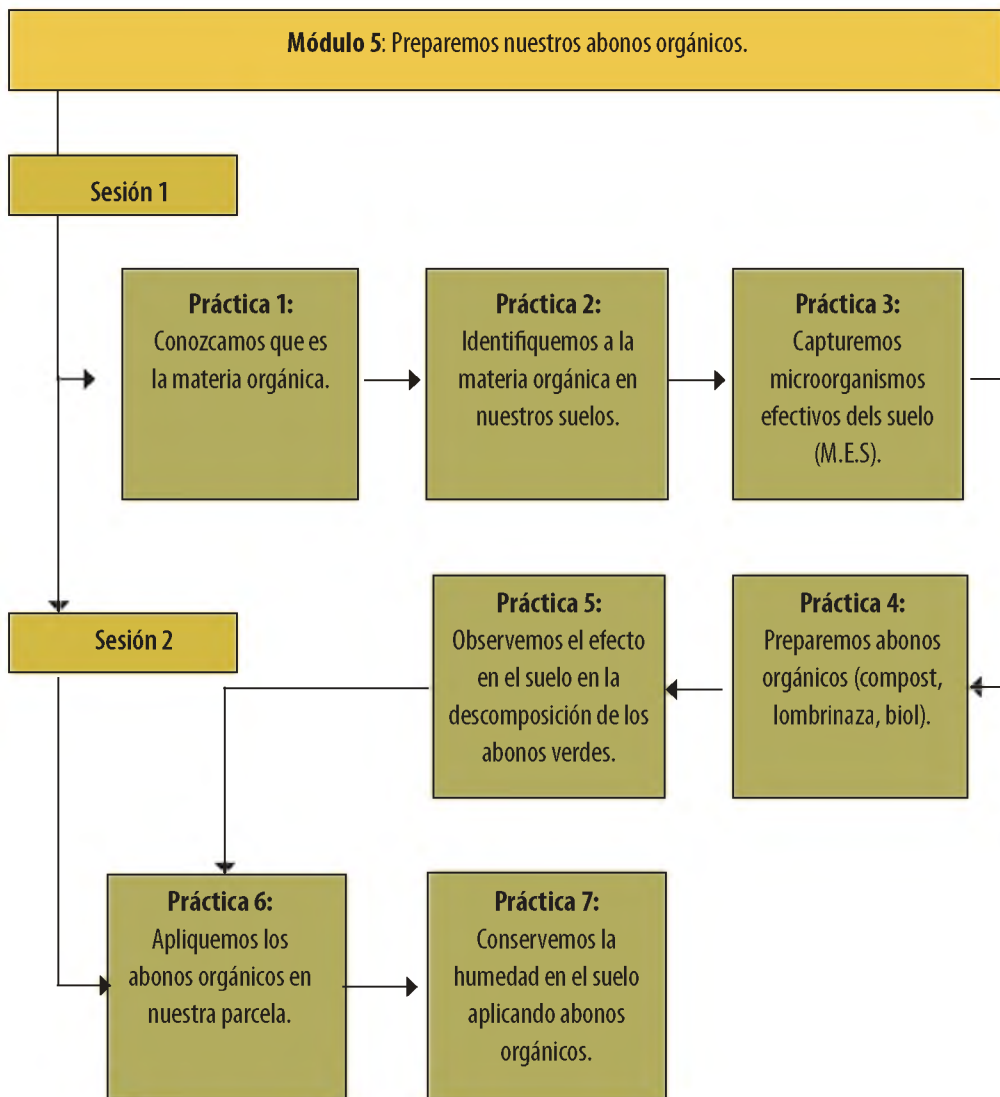 Módulo 5: Preparemos nuestros abonos orgánicos.
Sesión 1
Práctica 1:
Conozcamos que es
la materia orgánica.
Práctica 2:
Identifiquemos a la
materia orgánica en
nuestros suelos.
Práctica 3:
Capturemos
microorganismos
efectivos dels suelo
(M.E.S).
Práctica 4:
Preparemos abonos
orgánicos (compost,
lombrinaza, biol).
Práctica 5:
Observemos el efecto
en el suelo en la
descomposición de los
abonos verdes.
Sesión 2
Práctica 6:
Apliquemos los
abonos orgánicos en
nuestra parcela.
Práctica 7:
Conservemos la
humedad en el suelo
aplicando abonos
orgánicos.